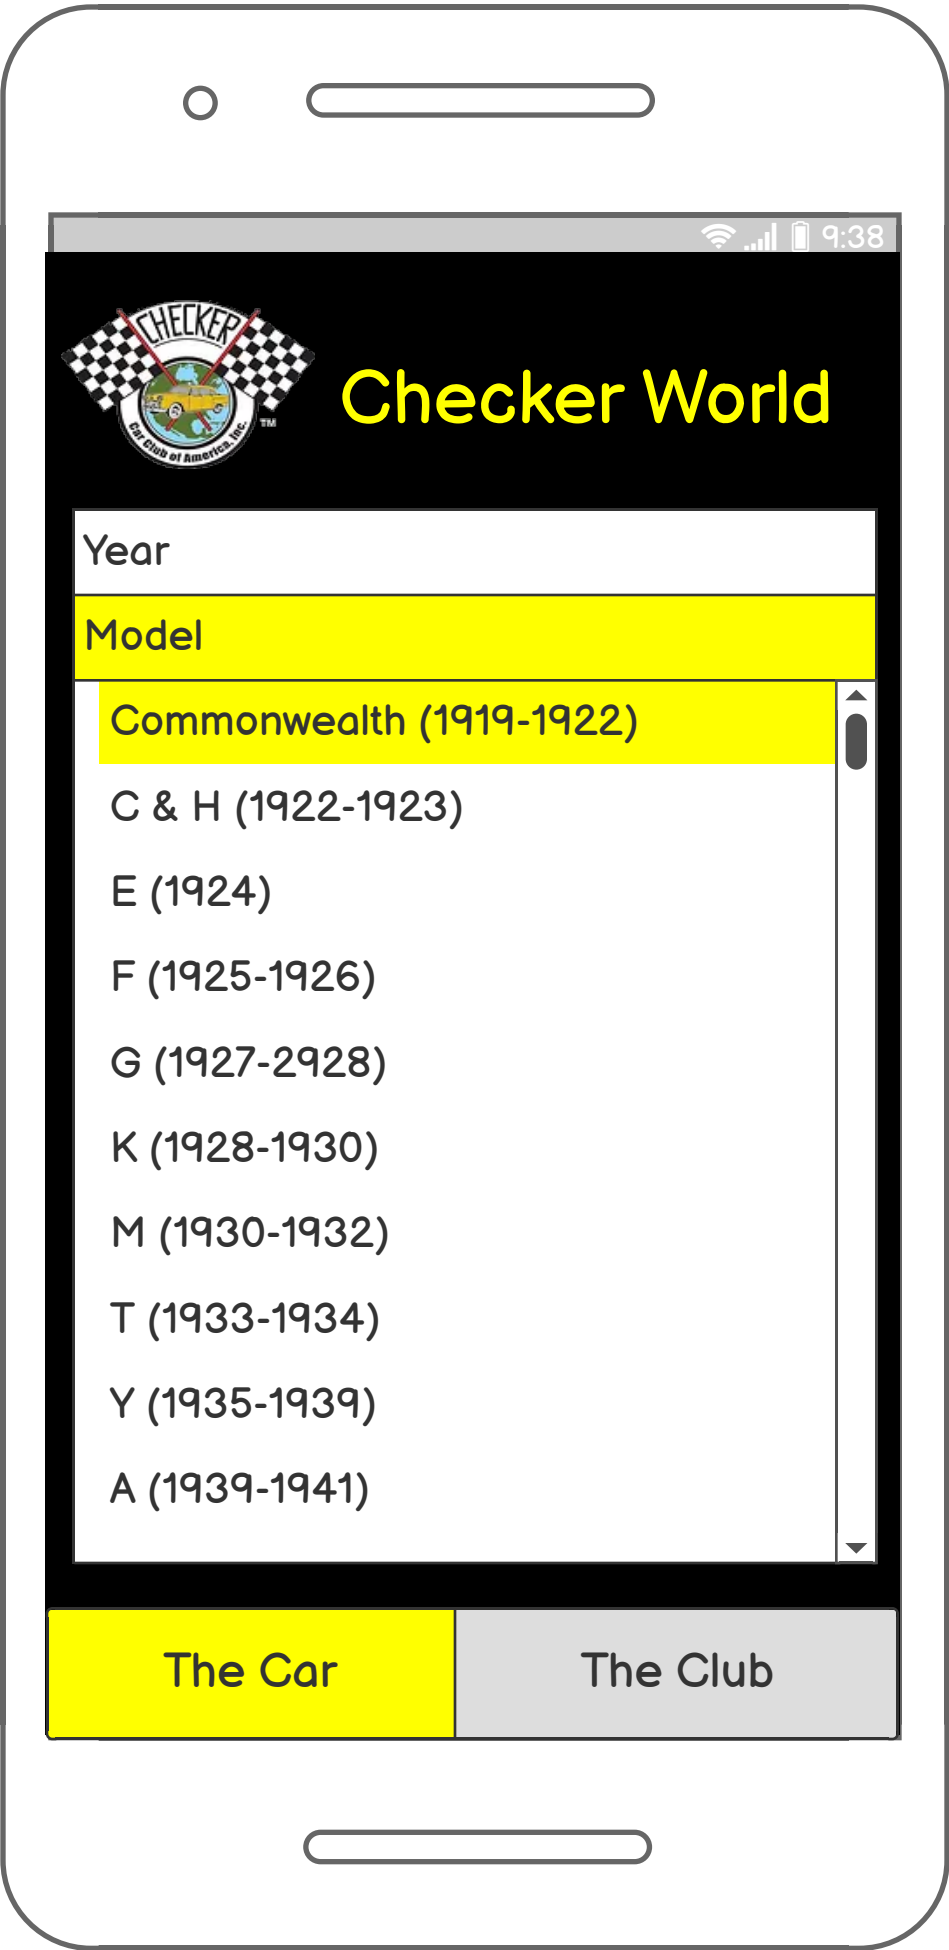 9:38
CHECKER
Car Club of America, Inc.
TM
Checker World
Year
Model
Commonwealth (1919-1922)
C & H (1922-1923)
E (1924)
F (1925-1926)
G (1927-2928)
K (1928-1930)
M (1930-1932)
T (1933-1934)
Y (1935-1939)
A (1939-1941)
The Car
The Club